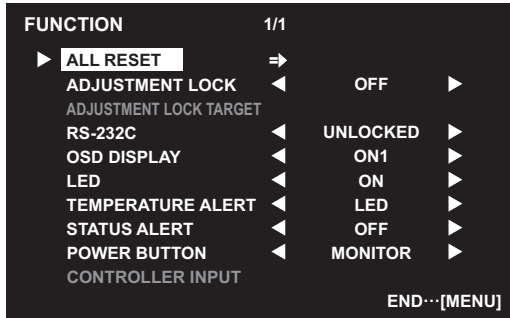 FUNCTION 1/1
ALL RESET
ADJUSTMENT LOCK OFF
ADJUSTMENT LOCK TARGET
RS-232C UNLOCKED
OSD DISPLAY ON1
LED ON
TEMPERATURE ALERT LED
STATUS ALERT OFF
POWER BUTTON MONITOR
CONTROLLER INPUT
END···[MENU]